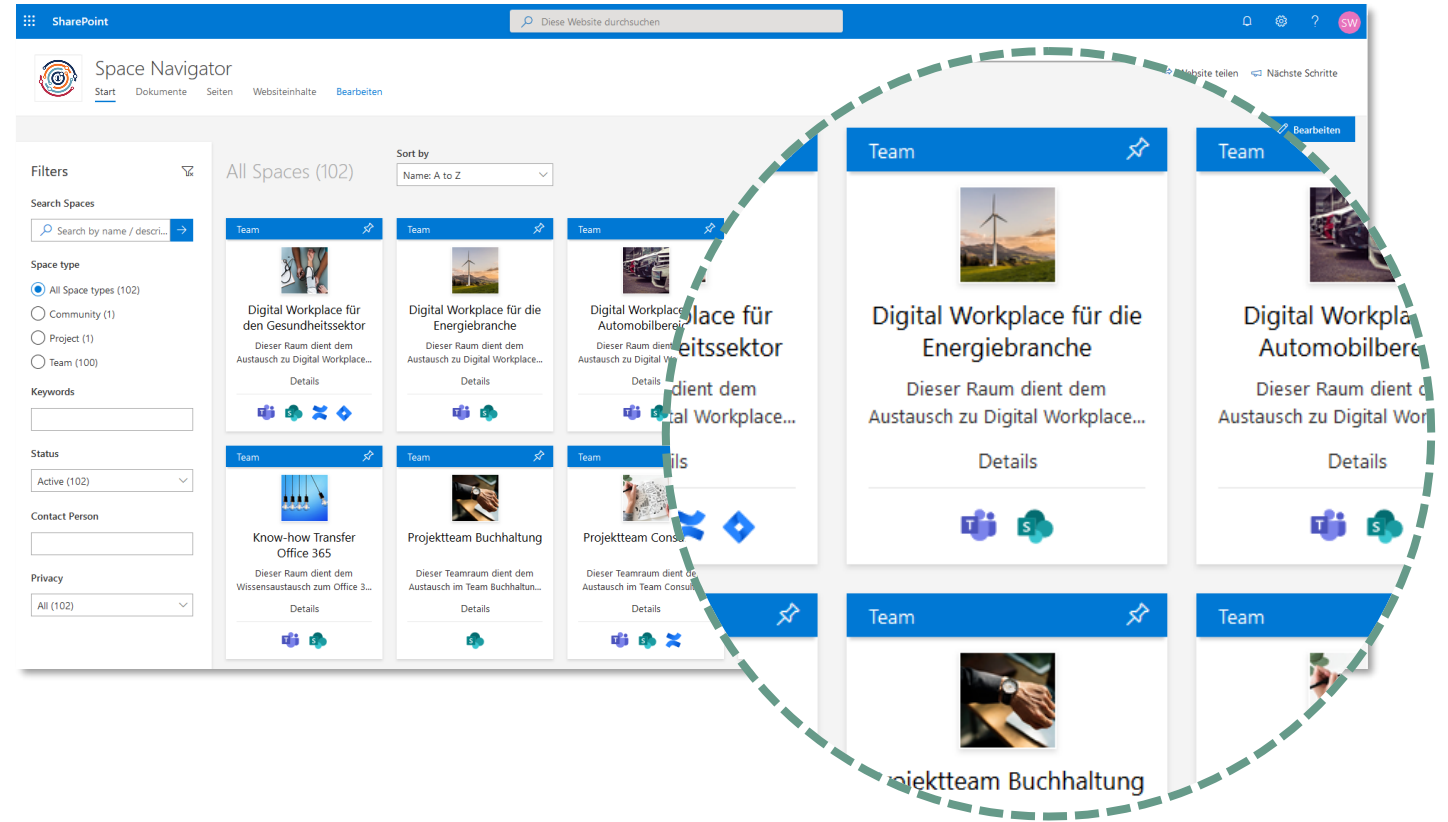 SharePoint
Diese Website durchsuchen
?
SW
Space Navigator
Start Dokumente Seiten Websiteinhalte Bearbeiten
Website teilen Nächste Schritte
Bearbeiten
Filters
Search Spaces
Search by name / descri...
Space type
All Space types (102)
Community (1)
Project (1)
Team (100)
Keywords
Status
Active (102)
Contact Person
Privacy
All (102)
All Spaces (102)
Sort by
Name: A to Z
Team
Digital Workplace für
den Gesundheitssektor
Dieser Raum dient dem
Austausch zu Digital Workplace...
Details
Team
Digital Workplace für die
Energiebranche
Dieser Raum dient dem
Austausch zu Digital Workplace...
Details
Team
Digital Workplace
Automobilbereic
Dieser Raum dient
Austausch zu Digital W
Details
Team
Know-how Transfer
Office 365
Dieser Raum dient dem
Wissensaustausch zum Office 3...
Details
Team
Projektteam Buchhaltung
Dieser Teamraum dient dem
Austausch im Team Buchhaltun...
Details
Team
Projektteam Consu
Dieser Teamraum dient de
Austausch im Team Consul
Details
place für
eitssektor
dient dem
tal Workplace...
ils
Team
Digital Workplace für die
Energiebranche
Dieser Raum dient dem
Austausch zu Digital Workplace...
Details
Team
Digital Workpla
Automobilbere
Dieser Raum dient d
Austausch zu Digital Wor
Details
Team
ojektteam Buchhaltung
Team